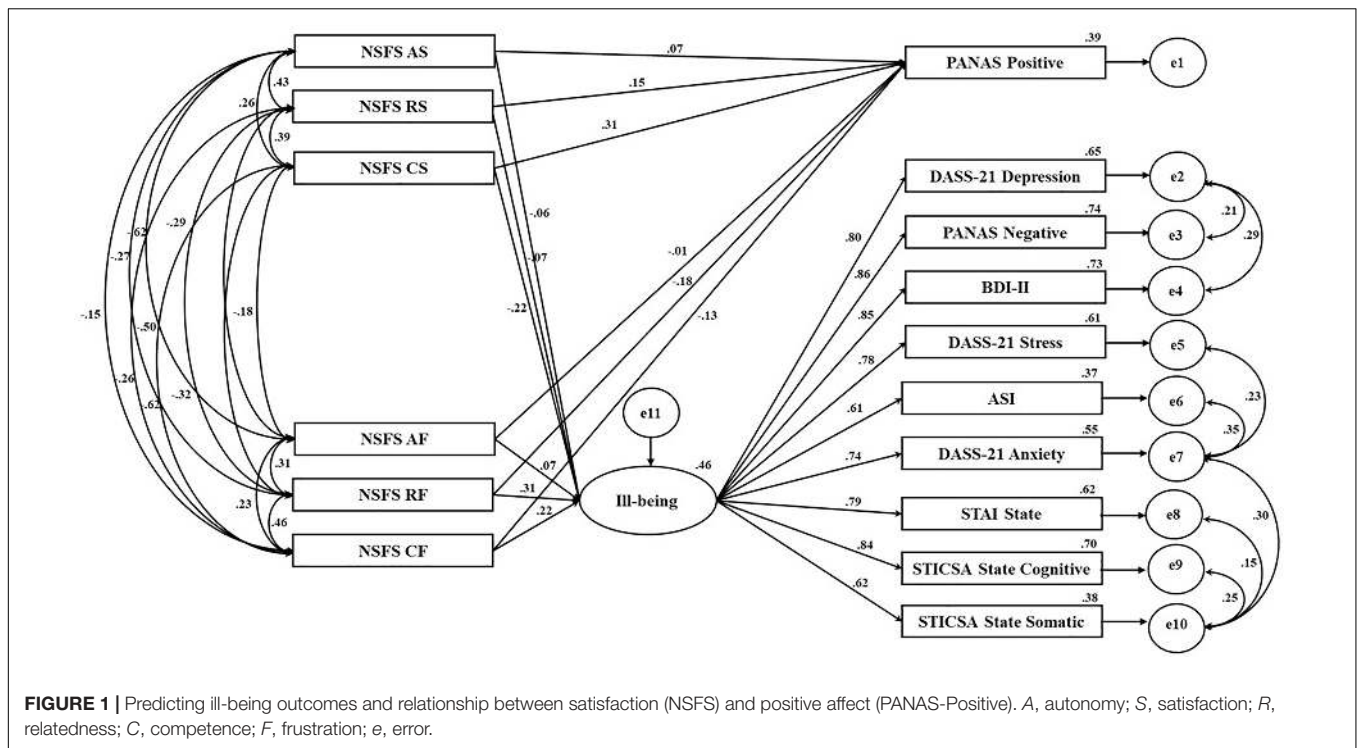 NSFS AS
NSFS RS
NSFS CS
NSFS AF
NSFS RF
NSFS CF
.43
.26
.39
-.29
-.62
-.27
-.18
-.15
-.50
-.32
-.26
.62
.31
.23
.46
.07
.15
.31
-.06
-.07
-.22
-.01
-.18
-.13
.07
.31
.22
e11
Ill-being
.46
.80
.86
.85
.78
.61
.74
.79
.84
.62
.39
PANAS Positive
e1
.65
DASS-21 Depression
e2
.74
PANAS Negative
e3
.73
BDI-II
e4
.61
DASS-21 Stress
e5
.37
ASI
e6
.55
DASS-21 Anxiety
e7
.62
STAI State
e8
.70
STICSA State Cognitive
e9
.38
STICSA State Somatic
e10
.21
.29
.23
.35
.30
.15
.25
FIGURE 1 | Predicting ill-being outcomes and relationship between satisfaction (NSFS) and positive affect (PANAS-Positive). A, autonomy; S, satisfaction; R,
relatedness; C, competence; F, frustration; e, error.